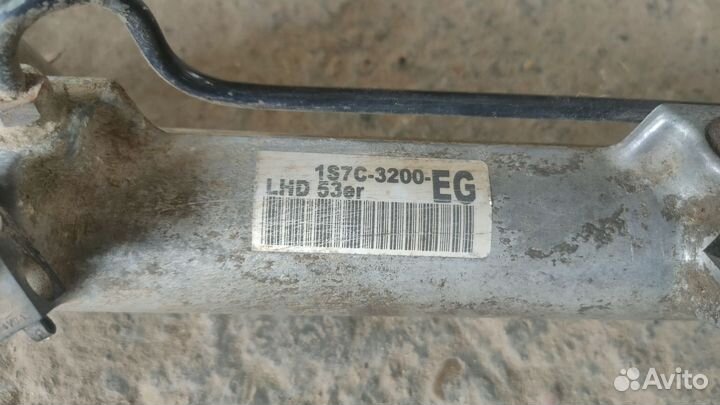 1S7C-3200-EG
LHD 53er
Avito